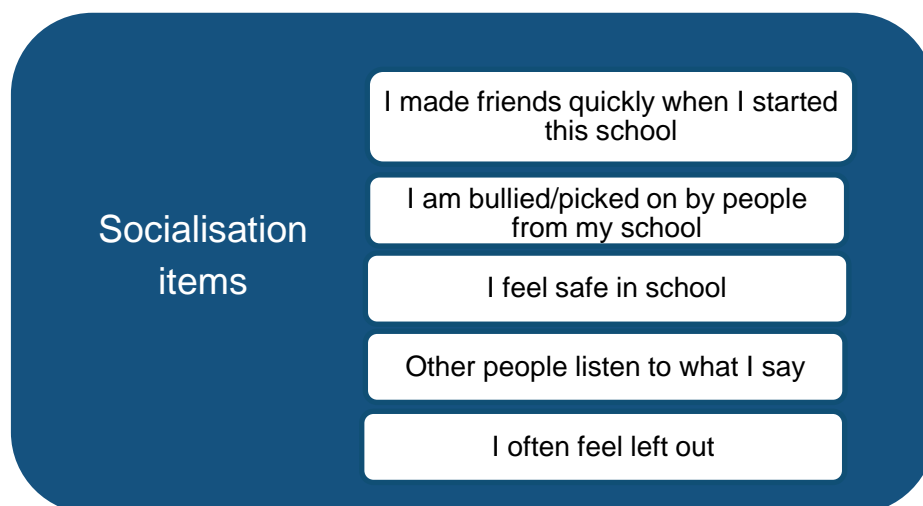 Socialisation
items
I made friends quickly when I started
this school
I am bullied/picked on by people
from my school
I feel safe in school
Other people listen to what I say
I often feel left out